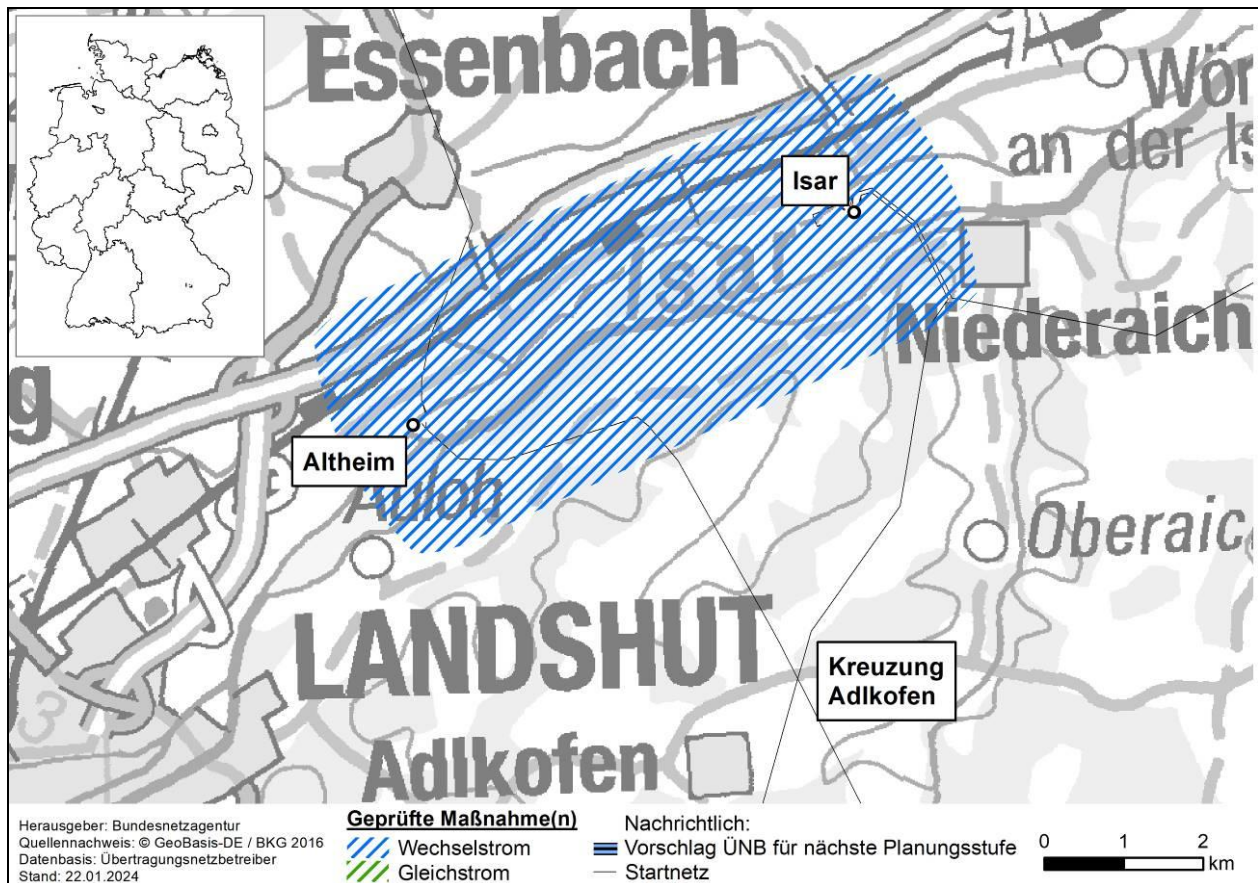 Essenbach
Wör
an der Is
Isar
Isar
Niederaich
Altheim
Auloh
Oberaic
LANDSHUT
Kreuzung
Adlkofen
Adlkofen
g
3
Herausgeber: Bundesnetzagentur
Quellennachweis: © GeoBasis-DE / BKG 2016
Datenbasis: Übertragungsnetzbetreiber
Stand: 22.01.2024
Geprüfte Maßnahme(n)
Wechselstrom
Gleichstrom
Nachrichtlich:
Vorschlag ÜNB für nächste Planungsstufe
Startnetz
0 1 2
km